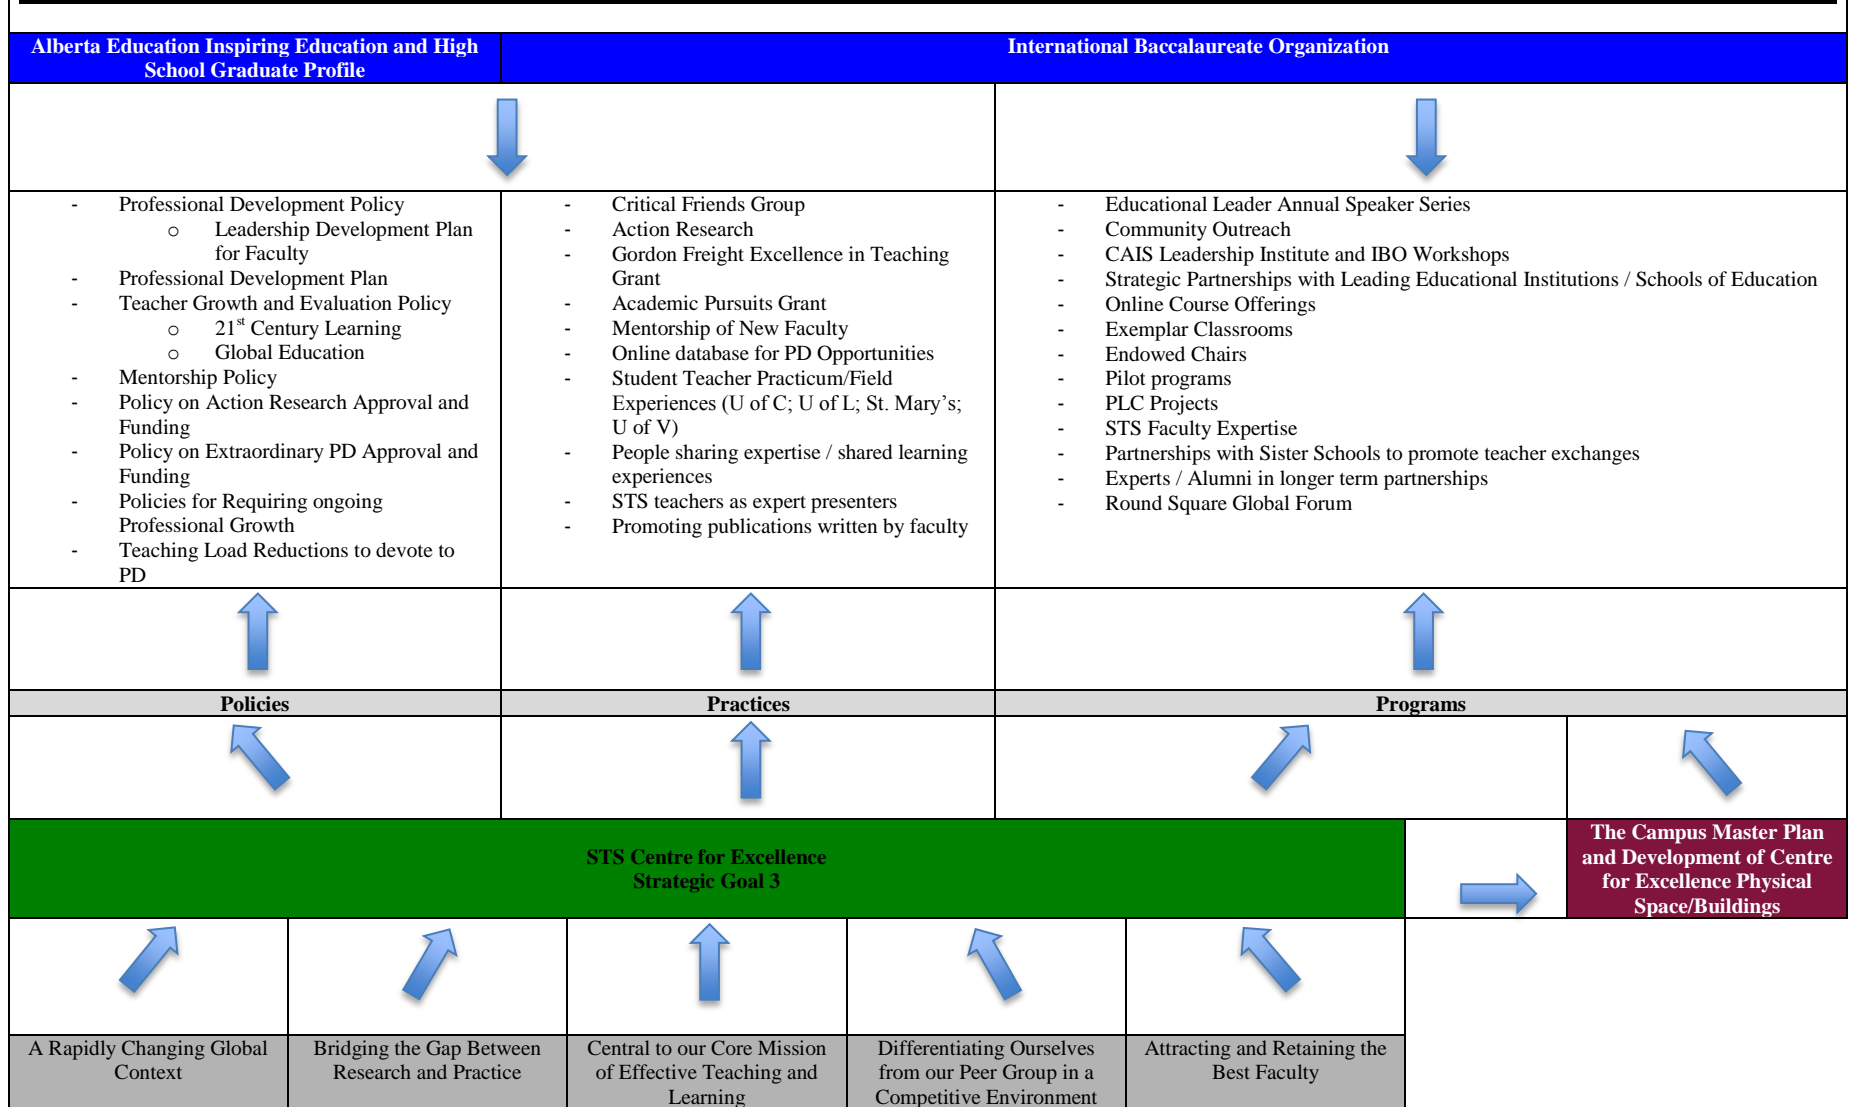 Alberta Education Inspiring Education and High
School Graduate Profile
International Baccalaureate Organization
- Professional Development Policy
o Leadership Development Plan
for Faculty
- Professional Development Plan
- Teacher Growth and Evaluation Policy
o 21st Century Learning
o Global Education
- Mentorship Policy
- Policy on Action Research Approval and
Funding
- Policy on Extraordinary PD Approval and
Funding
- Policies for Requiring ongoing
Professional Growth
- Teaching Load Reductions to devote to
PD
- Critical Friends Group
- Action Research
- Gordon Freight Excellence in Teaching
Grant
- Academic Pursuits Grant
- Mentorship of New Faculty
- Online database for PD Opportunities
- Student Teacher Practicum/Field
Experiences (U of C; U of L; St. Mary’s;
U of V)
- People sharing expertise / shared learning
experiences
- STS teachers as expert presenters
- Promoting publications written by faculty
- Educational Leader Annual Speaker Series
- Community Outreach
- CAIS Leadership Institute and IBO Workshops
- Strategic Partnerships with Leading Educational Institutions / Schools of Education
- Online Course Offerings
- Exemplar Classrooms
- Endowed Chairs
- Pilot programs
- PLC Projects
- STS Faculty Expertise
- Partnerships with Sister Schools to promote teacher exchanges
- Experts / Alumni in longer term partnerships
- Round Square Global Forum
Policies
Practices
Programs
STS Centre for Excellence
Strategic Goal 3
The Campus Master Plan
and Development of Centre
for Excellence Physical
Space/Buildings
A Rapidly Changing Global
Context
Bridging the Gap Between
Research and Practice
Central to our Core Mission
of Effective Teaching and
Learning
Differentiating Ourselves
from our Peer Group in a
Competitive Environment
Attracting and Retaining the
Best Faculty